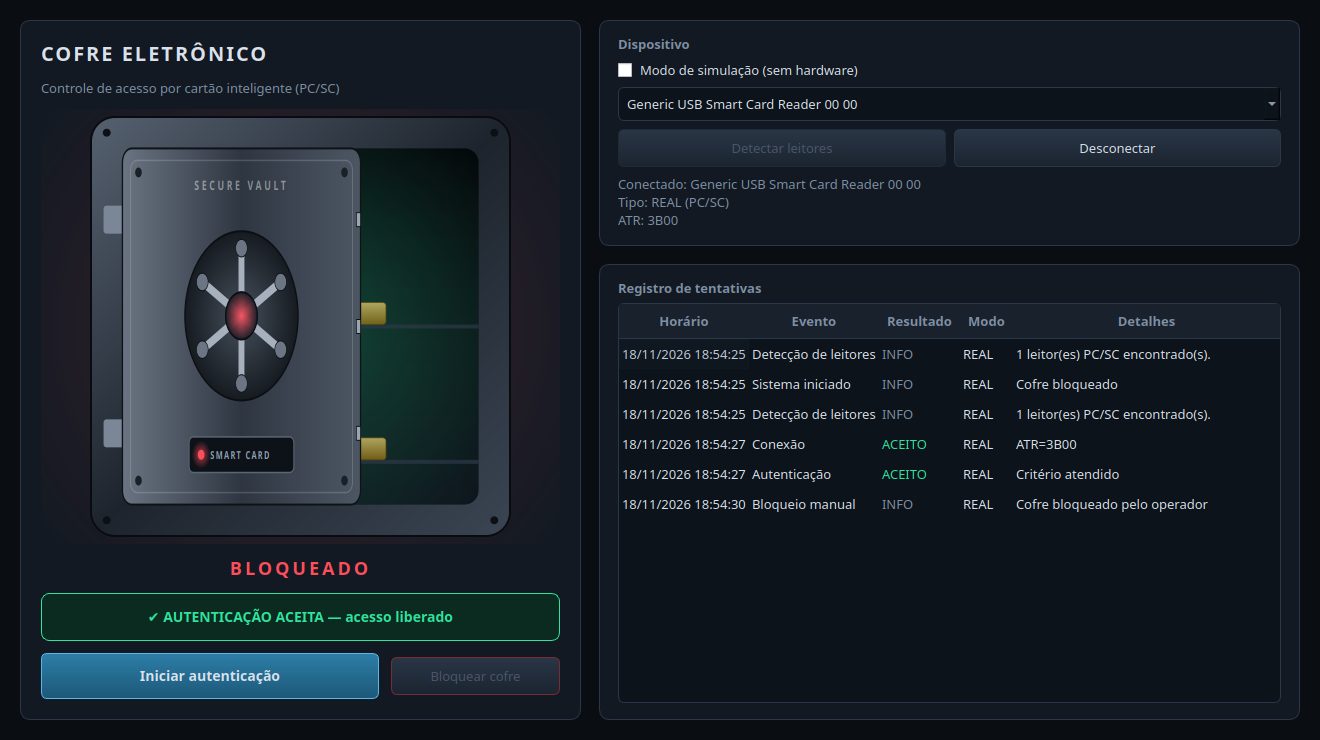 COFRE ELETRÔNICO
Controle de acesso por cartão inteligente (PC/SC)
SECURE VAULT
SMART CARD
BLOQUEADO
✔ AUTENTICAÇÃO ACEITA — acesso liberado
Iniciar autenticação
Bloquear cofre
Dispositivo
Modo de simulação (sem hardware)
Generic USB Smart Card Reader 00 00
Detectar leitores
Desconectar
Conectado: Generic USB Smart Card Reader 00 00
Tipo: REAL (PC/SC)
ATR: 3B00
Registro de tentativas
Horário Evento Resultado Modo Detalhes
18/11/2026 18:54:25 Detecção de leitores INFO REAL 1 leitor(es) PC/SC encontrado(s).
18/11/2026 18:54:25 Sistema iniciado INFO REAL Cofre bloqueado
18/11/2026 18:54:25 Detecção de leitores INFO REAL 1 leitor(es) PC/SC encontrado(s).
18/11/2026 18:54:27 Conexão ACEITO REAL ATR=3B00
18/11/2026 18:54:27 Autenticação ACEITO REAL Critério atendido
18/11/2026 18:54:30 Bloqueio manual INFO REAL Cofre bloqueado pelo operador